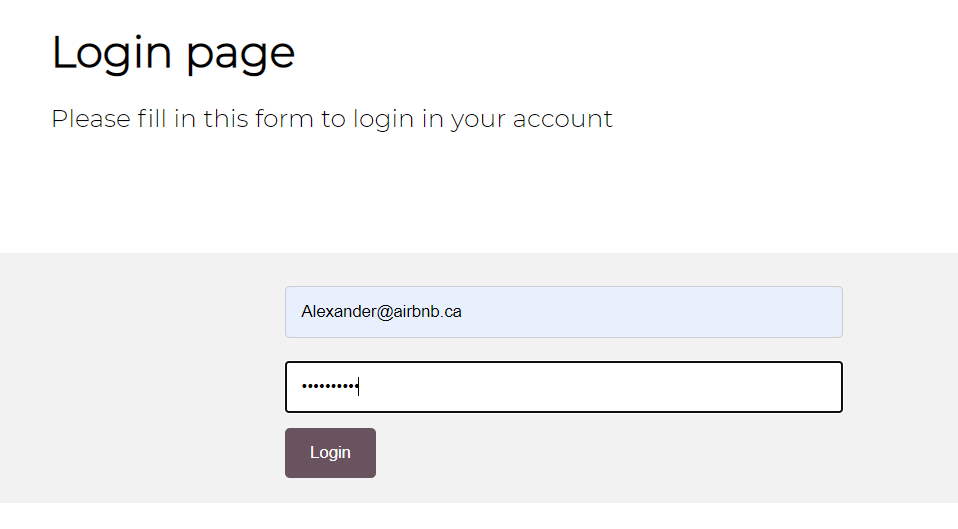 Login page
Please fill in this form to login in your account
Alexander@airbnb.ca
••••••••••
Login